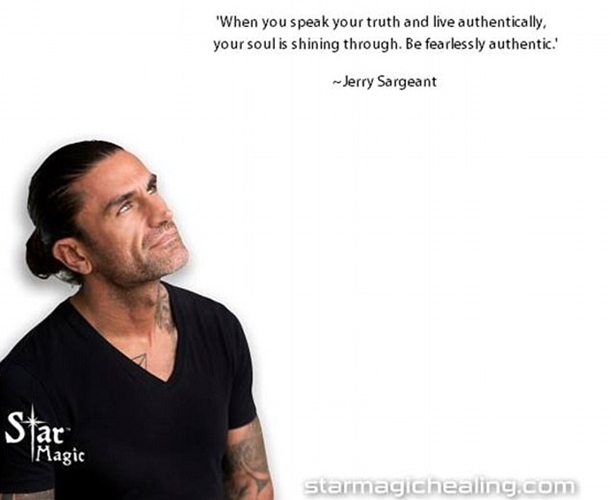 'When you speak your truth and live authentically,
your soul is shining through. Be fearlessly authentic.'
~Jerry Sargeant
Star
Magic
starmagichealing.com